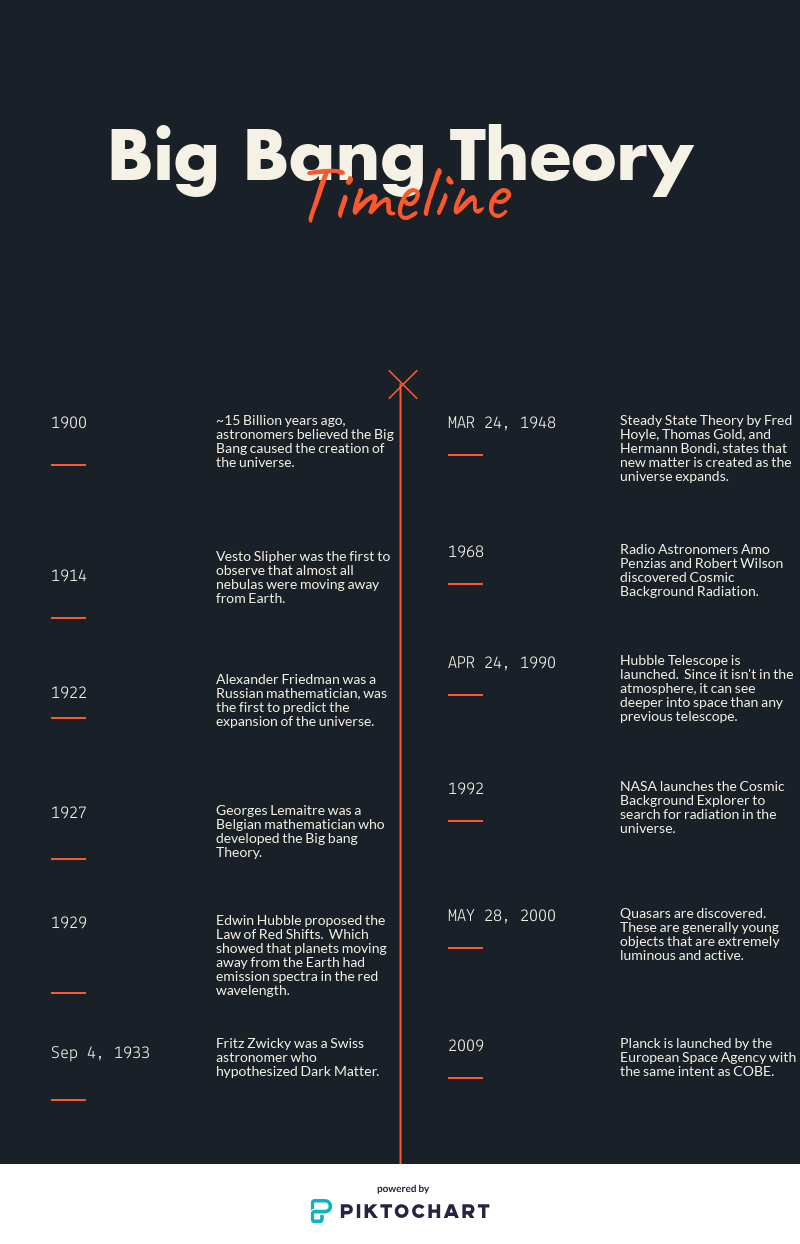 Big Bang Theory
Timeline
1900
~15 Billion years ago,
astronomers believed the Big
Bang caused the creation of
the universe.
1914
Vesto Slipher was the first to
observe that almost all
nebulas were moving away
from Earth.
1922
Alexander Friedman was a
Russian mathematician, was
the first to predict the
expansion of the universe.
1927
Georges Lemaitre was a
Belgian mathematician who
developed the Big bang
Theory.
1929
Edwin Hubble proposed the
Law of Red Shifts.  Which
showed that planets moving
away from the Earth had
emission spectra in the red
wavelength.
Sep 4, 1933
Fritz Zwicky was a Swiss
astronomer who
hypothesized Dark Matter.
MAR 24, 1948
Steady State Theory by Fred
Hoyle, Thomas Gold, and
Hermann Bondi, states that
new matter is created as the
universe expands.
1968
Radio Astronomers Amo
Penzias and Robert Wilson
discovered Cosmic
Background Radiation.
APR 24, 1990
Hubble Telescope is
launched.  Since it isn't in the
atmosphere, it can see
deeper into space than any
previous telescope.
1992
NASA launches the Cosmic
Background Explorer to
search for radiation in the
universe.
MAY 28, 2000
Quasars are discovered.
These are generally young
objects that are extremely
luminous and active.
2009
Planck is launched by the
European Space Agency with
the same intent as COBE.
powered by
PIKTOCHART